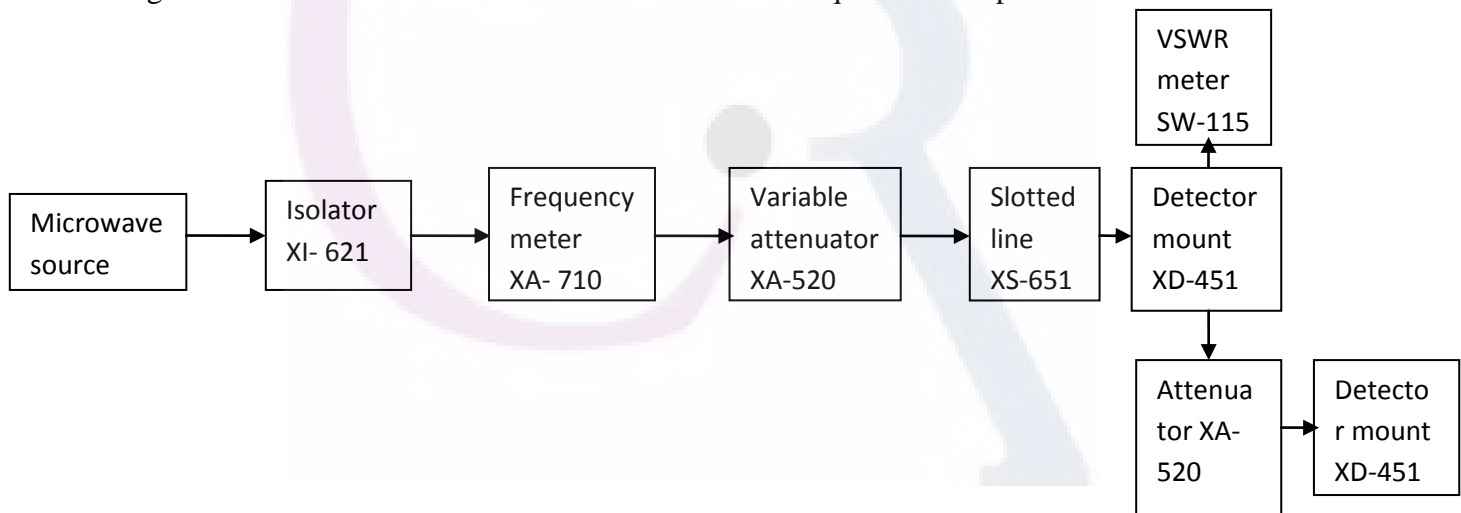 VSWR
meter
SW-115
Microwave
source
Isolator
XI- 621
Frequency
meter
XA- 710
Variable
attenuator
XA-520
Slotted
line
XS-651
Detector
mount
XD-451
Attenua
tor XA-
520
Detecto
r mount
XD-451